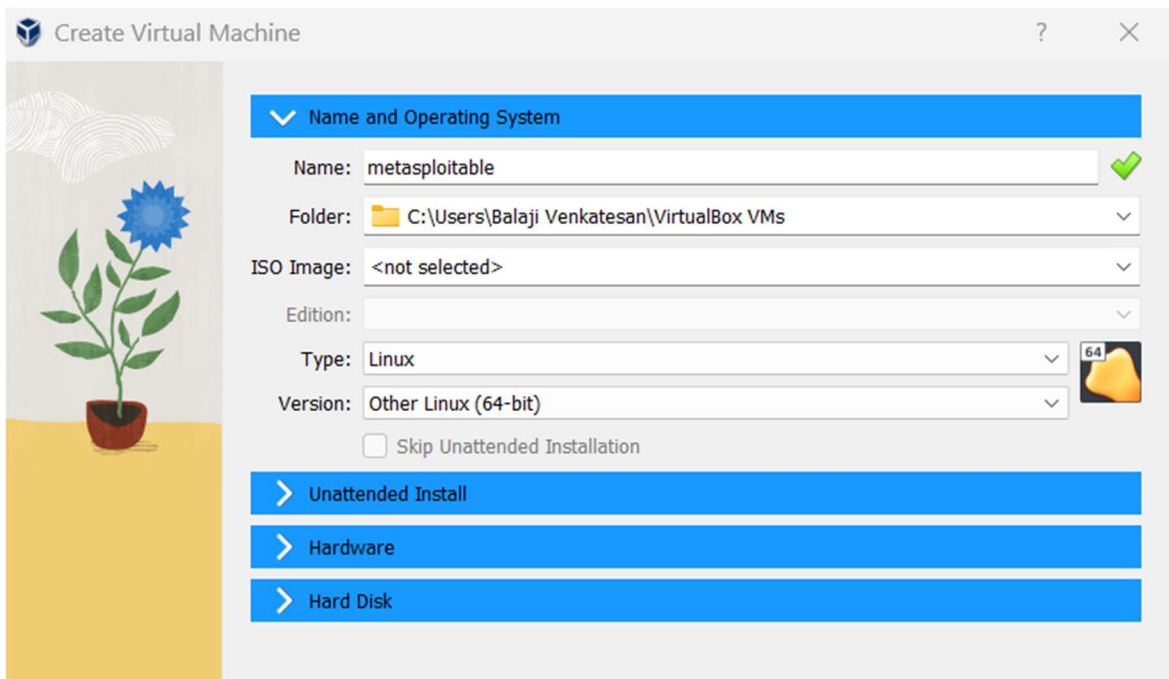 Create Virtual Machine ?
Name and Operating System
Name: metasploitable
Folder: C:\Users\Balaji Venkatesan\VirtualBox VMs
ISO Image: <not selected>
Edition:
Type: Linux 64
Version: Other Linux (64-bit)
Skip Unattended Installation
Unattended Install
Hardware
Hard Disk